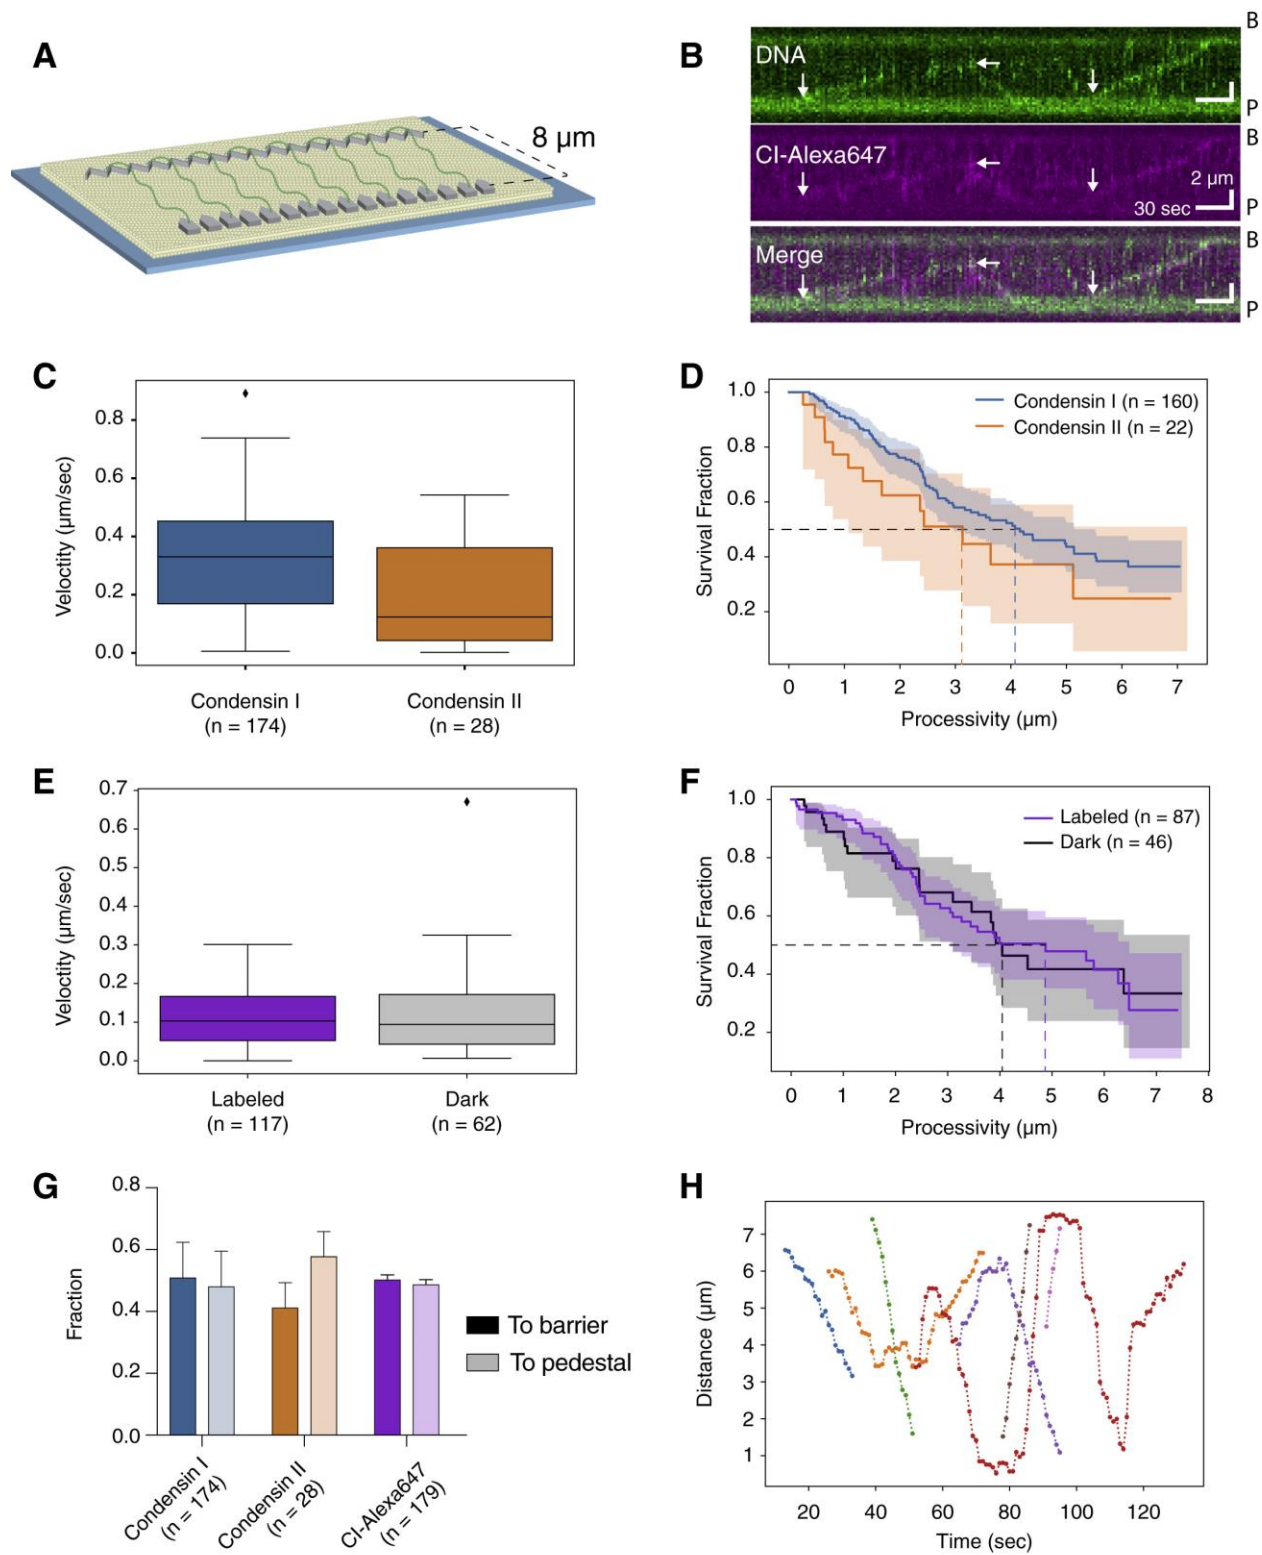 A
8 µm
B
DNA
B
P
CI-Alexa647
B
2 µm
30 sec
P
Merge
B
P
C
Veloctity (µm/sec)
0.8
0.6
0.4
0.2
0.0
Condensin I
(n = 174)
Condensin II
(n = 28)
D
Survival Fraction
1.0
0.8
0.6
0.4
0.2
Condensin I (n = 160)
Condensin II (n = 22)
0 1 2 3 4 5 6 7
Processivity (µm)
E
Veloctity (µm/sec)
0.7
0.6
0.5
0.4
0.3
0.2
0.1
0.0
Labeled
(n = 117)
Dark
(n = 62)
F
Survival Fraction
1.0
0.8
0.6
0.4
0.2
Labeled (n = 87)
Dark (n = 46)
0 1 2 3 4 5 6 7 8
Processivity (µm)
G
Fraction
0.8
0.6
0.4
0.2
0.0
Condensin I
(n = 174)
Condensin II
(n = 28)
CI-Alexa647
(n = 179)
To barrier
To pedestal
H
Distance (µm)
7
6
5
4
3
2
1
20 40 60 80 100 120
Time (sec)